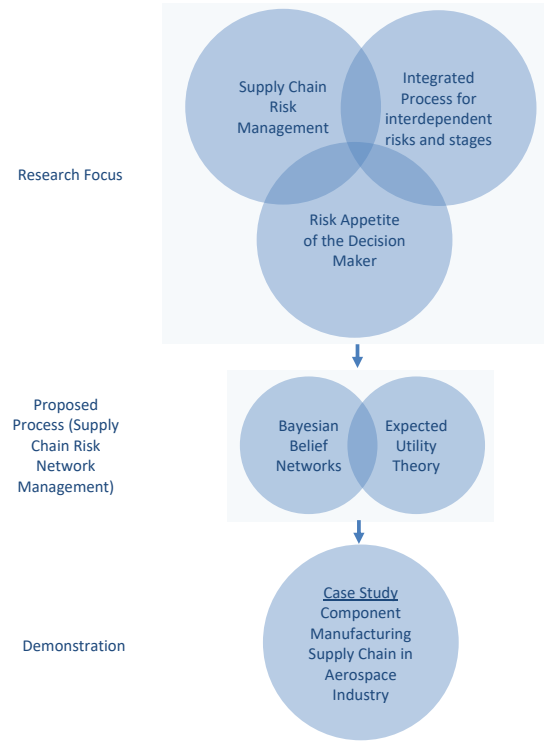 Supply Chain
Risk
Management
Integrated
Process for
interdependent
risks and stages
Research Focus
Risk Appetite
of the Decision
Maker
Proposed
Process (Supply
Chain Risk
Network
Management)
Bayesian
Belief
Networks
Expected
Utility
Theory
Demonstration
Case Study
Component
Manufacturing
Supply Chain in
Aerospace
Industry